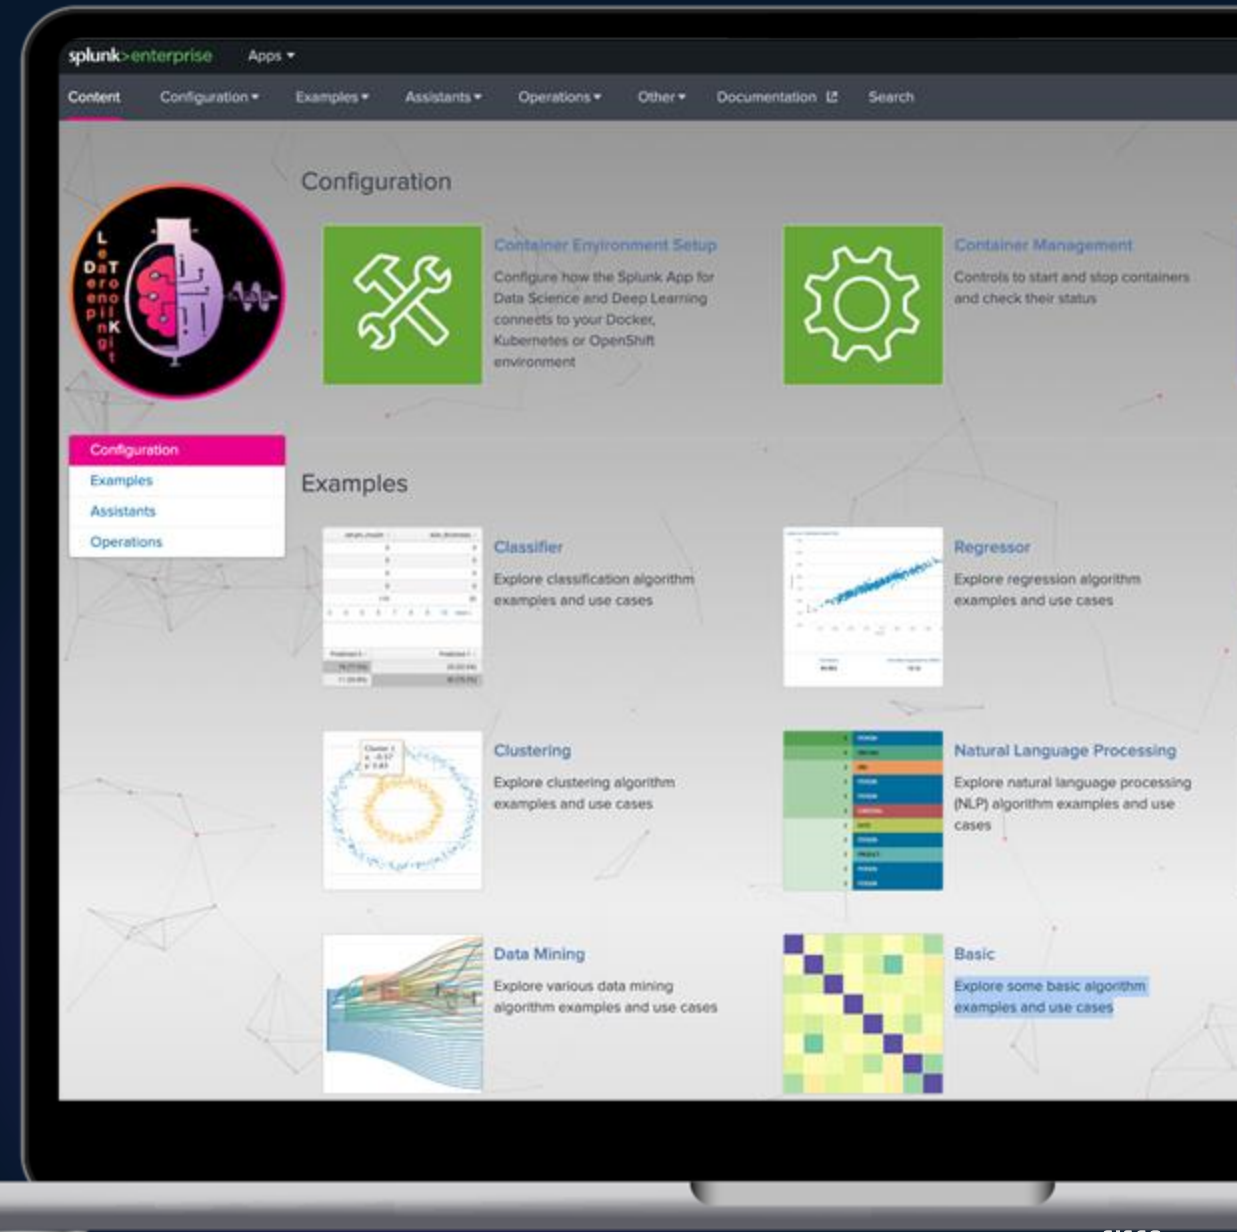 splunk>enterprise Apps
Content Configuration Examples Assistants Operations Other Documentation Search
Deep Learning ToolKit
Configuration
Examples
Assistants
Operations
Configuration
Container Environment Setup
Configure how the Splunk App for
Data Science and Deep Learning
connects to your Docker,
Kubernetes or OpenShift
environment
Container Management
Controls to start and stop containers
and check their status
Examples
Classifier
Explore classification algorithm
examples and use cases
Regressor
Explore regression algorithm
examples and use cases
Clustering
Explore clustering algorithm
examples and use cases
Natural Language Processing
Explore natural language processing
(NLP) algorithm examples and use
cases
Data Mining
Explore various data mining
algorithm examples and use cases
Basic
Explore some basic algorithm
examples and use cases